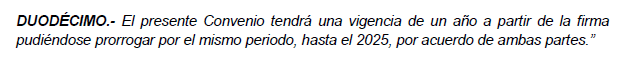 DUODÉCIMO.- El presente Convenio tendrá una vigencia de un año a partir de la firma
pudiéndose prorrogar por el mismo periodo, hasta el 2025, por acuerdo de ambas partes.”